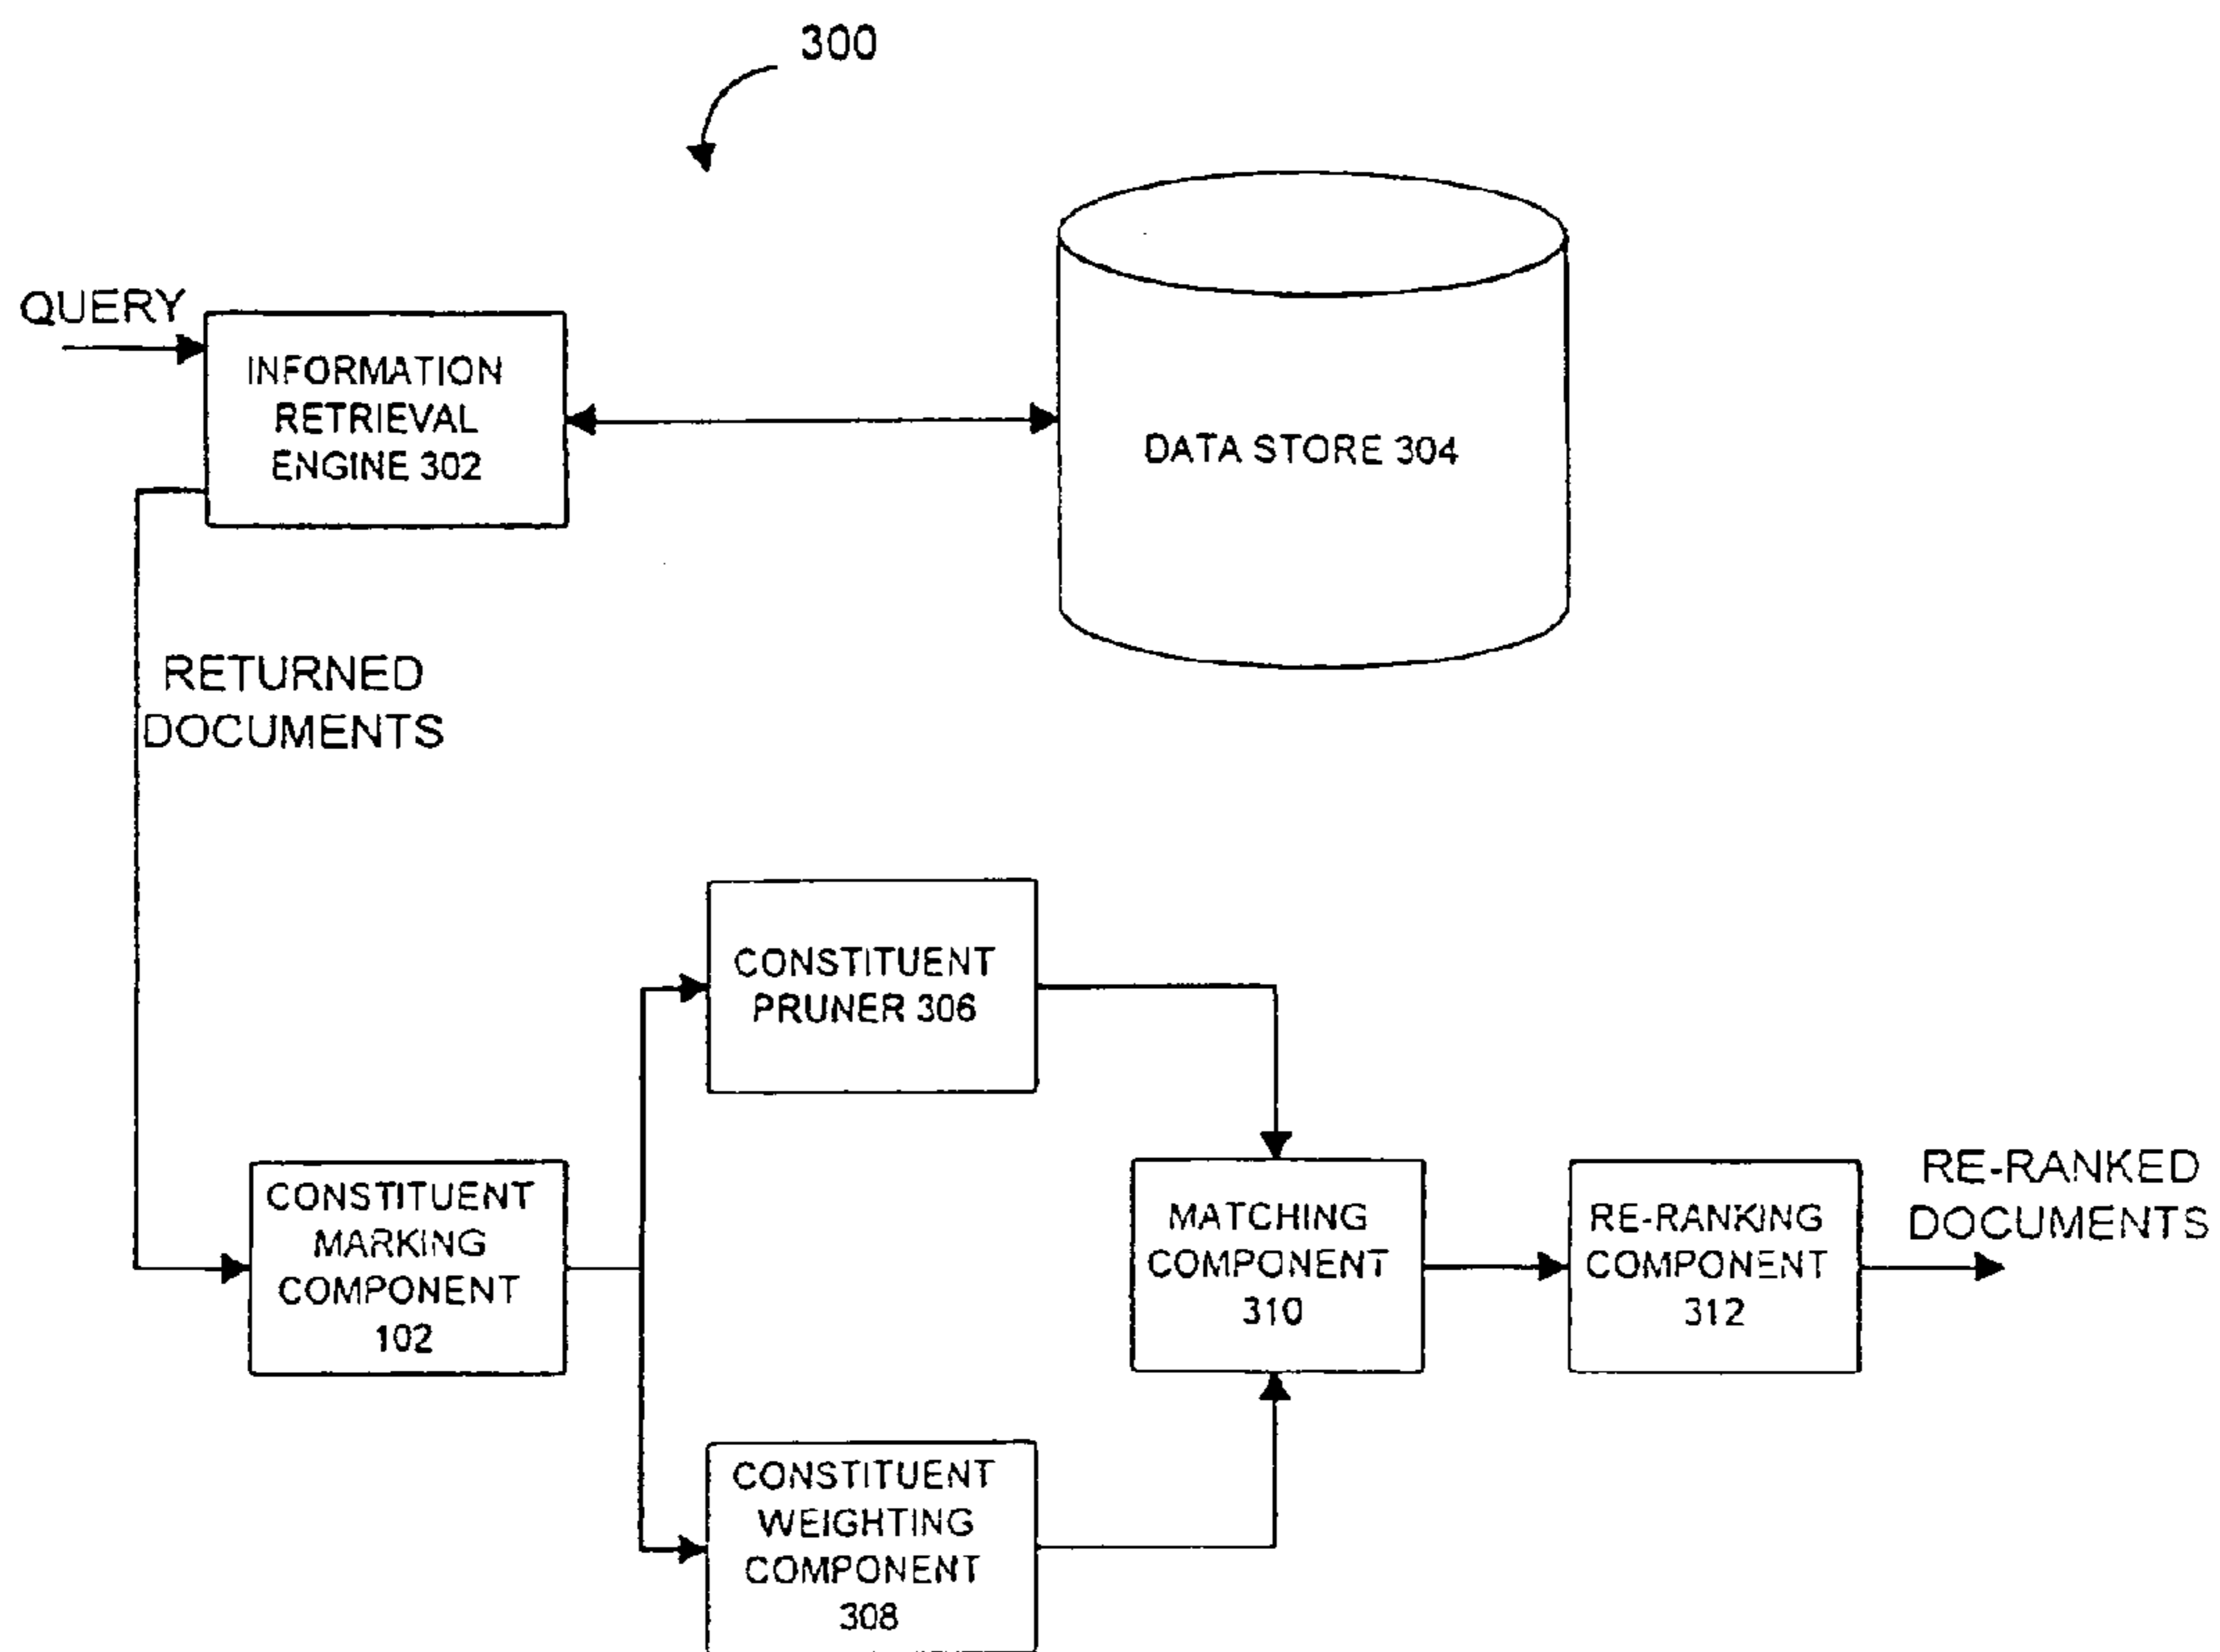 300
QUERY
INFORMATION
RETRIEVAL
ENGINE 302
DATA STORE 304
RETURNED
DOCUMENTS
CONSTITUENT
PRUNER 306
CONSTITUENT
MARKING
COMPONENT
102
MATCHING
COMPONENT
310
RE-RANKING
COMPONENT
312
RE-RANKED
DOCUMENTS
CONSTITUENT
WEIGHTING
COMPONENT
308